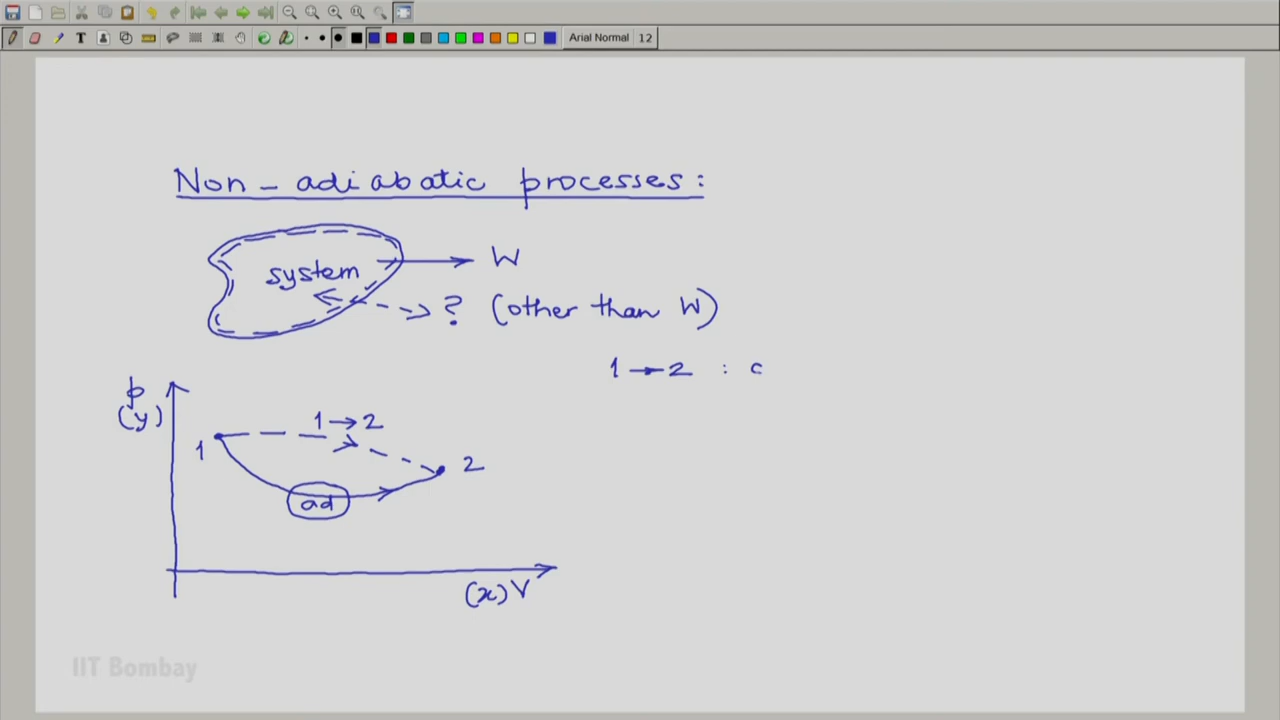 Arial Normal 12
Non-adiabatic processes:
system → W
? (other than W)
1 → 2 : c
p
(y)
1 → 2
1
2
ad
(x) V
IIT Bombay